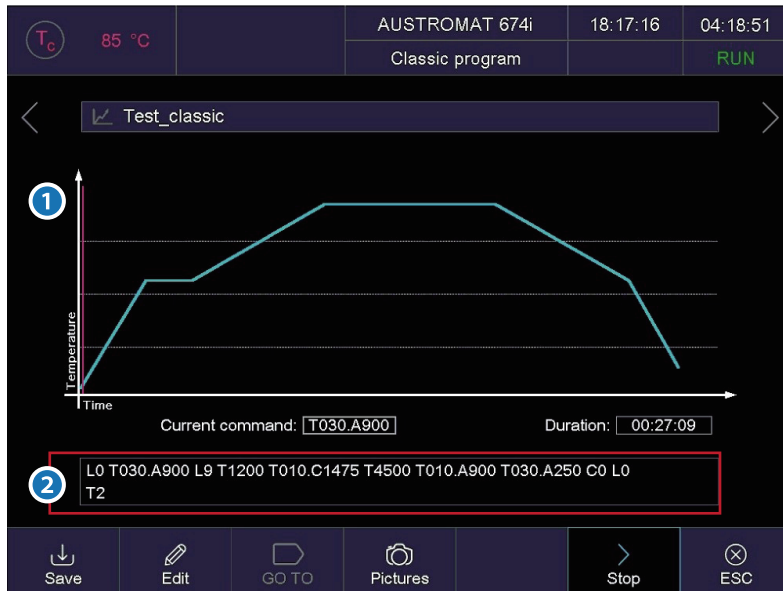 Tc 85 °C
AUSTROMAT 674i 18:17:16 04:18:51
Classic program RUN
Test_classic
1
Temperature
Time
Current command: T030.A900 Duration: 00:27:09
2
L0 T030.A900 L9 T1200 T010.C1475 T4500 T010.A900 T030.A250 C0 L0
T2
Save Edit GO TO Pictures Stop ESC